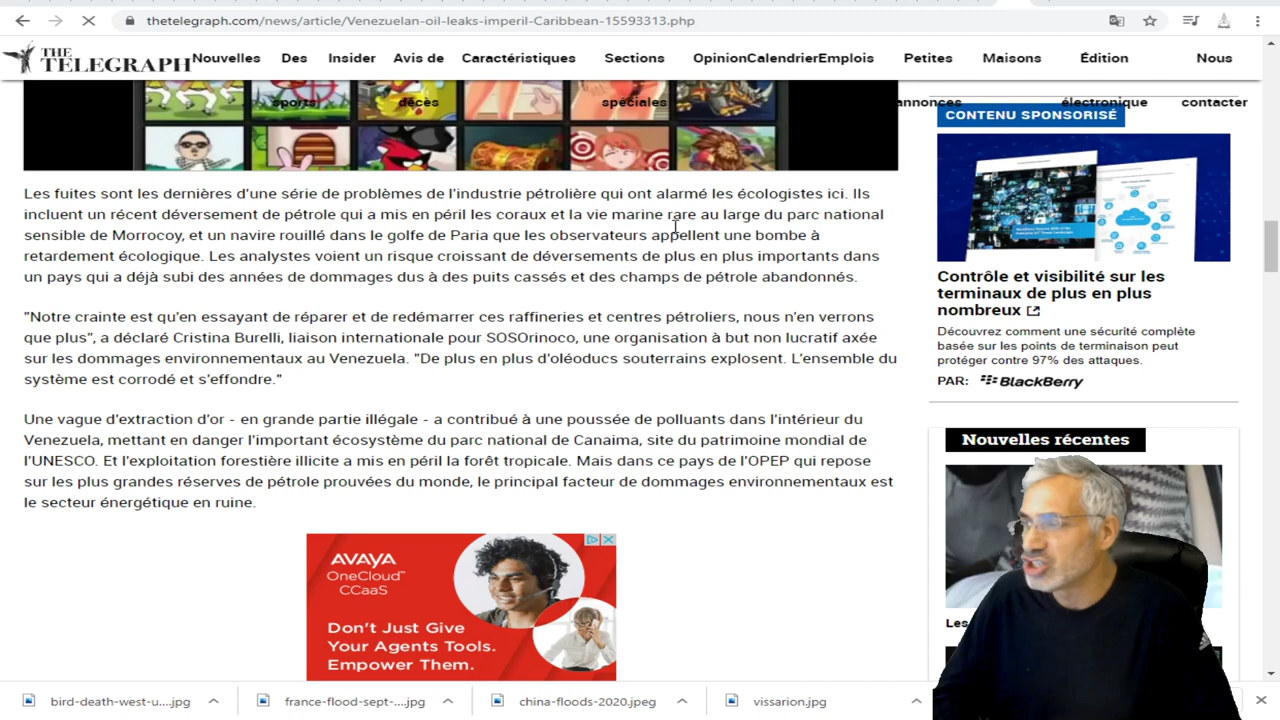 thetelegraph.com/news/article/Venezuelan-oil-leaks-imperil-Caribbean-15593313.php
THE
TELEGRAPH
Nouvelles Des Insider Avis de Caractéristiques Sections OpinionCalendrierEmplois Petites Maisons Édition Nous
sports décès spéciales annonces électronique contacter
CONTENU SPONSORISÉ
Les fuites sont les dernières d'une série de problèmes de l'industrie pétrolière qui ont alarmé les écologistes ici. Ils
incluent un récent déversement de pétrole qui a mis en péril les coraux et la vie marine rare au large du parc national
sensible de Morrocoy, et un navire rouillé dans le golfe de Paria que les observateurs appellent une bombe à
retardement écologique. Les analystes voient un risque croissant de déversements de plus en plus importants dans
un pays qui a déjà subi des années de dommages dus à des puits cassés et des champs de pétrole abandonnés.
"Notre crainte est qu'en essayant de réparer et de redémarrer ces raffineries et centres pétroliers, nous n'en verrons
que plus", a déclaré Cristina Burelli, liaison internationale pour SOSOrinoco, une organisation à but non lucratif axée
sur les dommages environnementaux au Venezuela. "De plus en plus d'oléoducs souterrains explosent. L'ensemble du
système est corrodé et s'effondre."
Une vague d'extraction d'or - en grande partie illégale - a contribué à une poussée de polluants dans l'intérieur du
Venezuela, mettant en danger l'important écosystème du parc national de Canaima, site du patrimoine mondial de
l'UNESCO. Et l'exploitation forestière illicite a mis en péril la forêt tropicale. Mais dans ce pays de l'OPEP qui repose
sur les plus grandes réserves de pétrole prouvées du monde, le principal facteur de dommages environnementaux est
le secteur énergétique en ruine.
Contrôle et visibilité sur les
terminaux de plus en plus
nombreux
Découvrez comment une sécurité complète
basée sur les points de terminaison peut
protéger contre 97% des attaques.
PAR: BlackBerry
Nouvelles récentes
Les
AVAYA
OneCloud™
CCaaS
Don't Just Give
Your Agents Tools.
Empower Them.
bird-death-west-u....jpg
france-flood-sept-....jpg
china-floods-2020.jpeg
vissarion.jpg